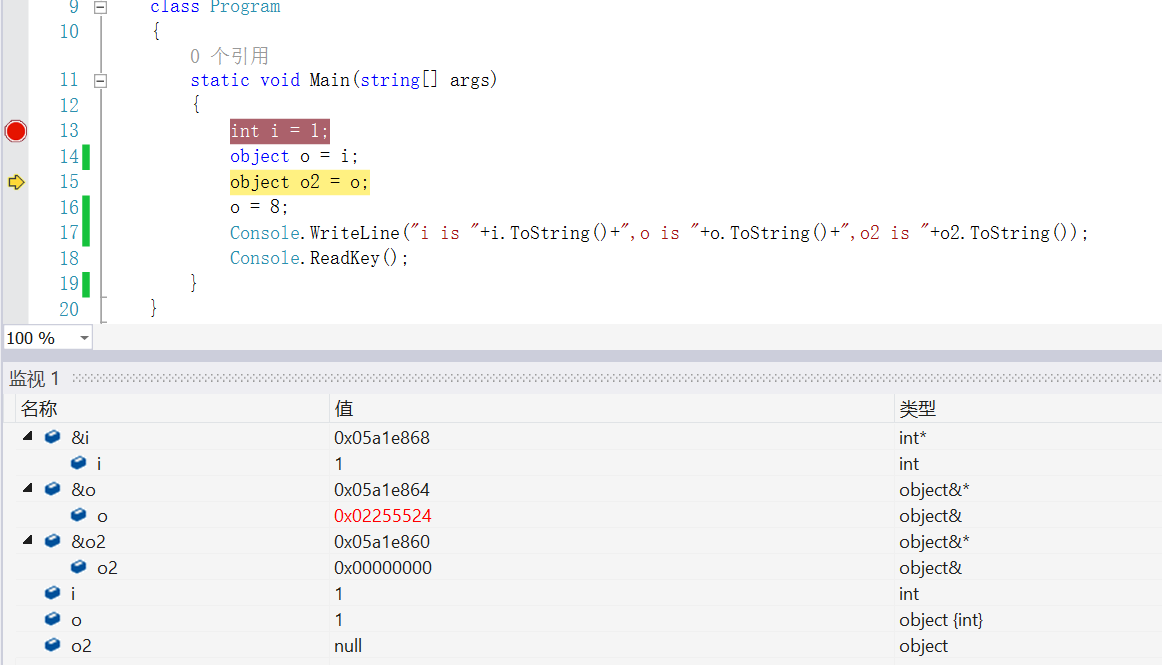 9 class Program
10 {
0 个引用
11 static void Main(string[] args)
12 {
13 int i = 1;
14 object o = i;
15 object o2 = o;
16 o = 8;
17 Console.WriteLine("i is "+i.ToString()+",o is "+o.ToString()+",o2 is "+o2.ToString());
18 Console.ReadKey();
19 }
20 }
100 %
监视 1
名称 值 类型
&i 0x05a1e868 int*
i 1 int
&o 0x05a1e864 object&*
o 0x02255524 object&
&o2 0x05a1e860 object&*
o2 0x00000000 object&
i 1 int
o 1 object {int}
o2 null object